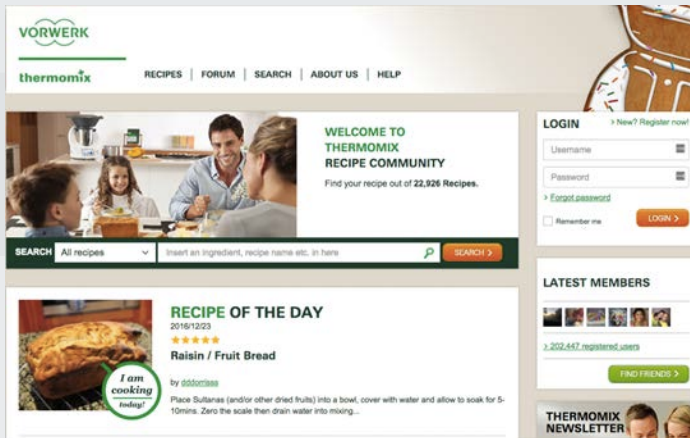 VORWERK
thermomix
RECIPES | FORUM | SEARCH | ABOUT US | HELP
WELCOME TO
THERMOMIX
RECIPE COMMUNITY
Find your recipe out of 22,926 Recipes.
SEARCH All recipes Insert an ingredient, recipe name etc. in here SEARCH >
RECIPE OF THE DAY
2016/12/23
Raisin / Fruit Bread
by dddorrisss
Place Sultanas (and/or other dried fruits) into a bowl, cover with water and allow to soak for 5-
10mins. Zero the scale then drain water into mixing...
I am
cooking
today!
LOGIN > New? Register now!
Username
Password
> Forgot password
Remember me LOGIN >
LATEST MEMBERS
> 202,447 registered users
FIND FRIENDS >
THERMOMIX
NEWSLETTER